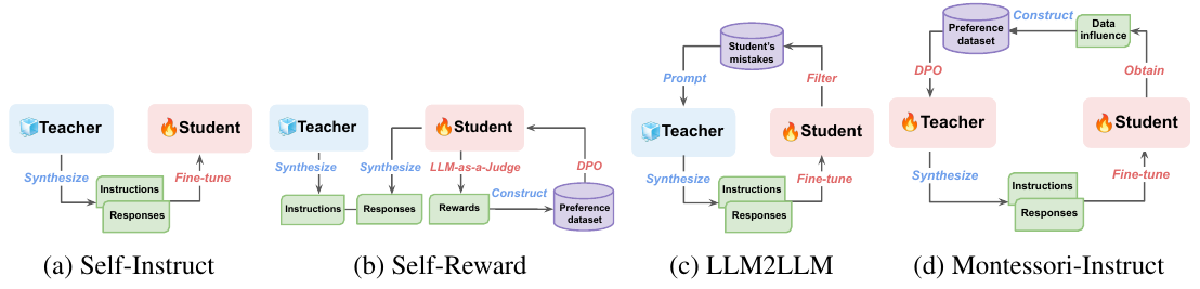 Teacher
Student
Synthesize
Fine-tune
Instructions
Responses
(a) Self-Instruct
Teacher
Student
Synthesize
Synthesize
LLM-as-a-Judge
DPO
Construct
Instructions
Responses
Rewards
Preference
dataset
(b) Self-Reward
Student's
mistakes
Prompt
Filter
Teacher
Student
Synthesize
Fine-tune
Instructions
Responses
(c) LLM2LLM
Preference
dataset
Construct
Data
influence
DPO
Obtain
Teacher
Student
Synthesize
Fine-tune
Instructions
Responses
(d) Montessori-Instruct